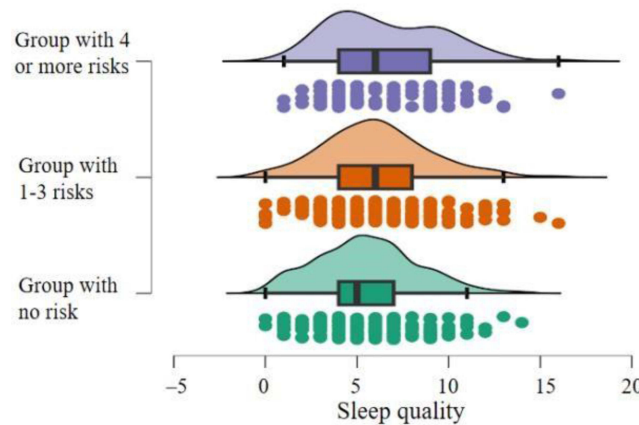 Group with 4
or more risks
Group with
1-3 risks
Group with
no risk
−5 0 5 10 15 20
Sleep quality